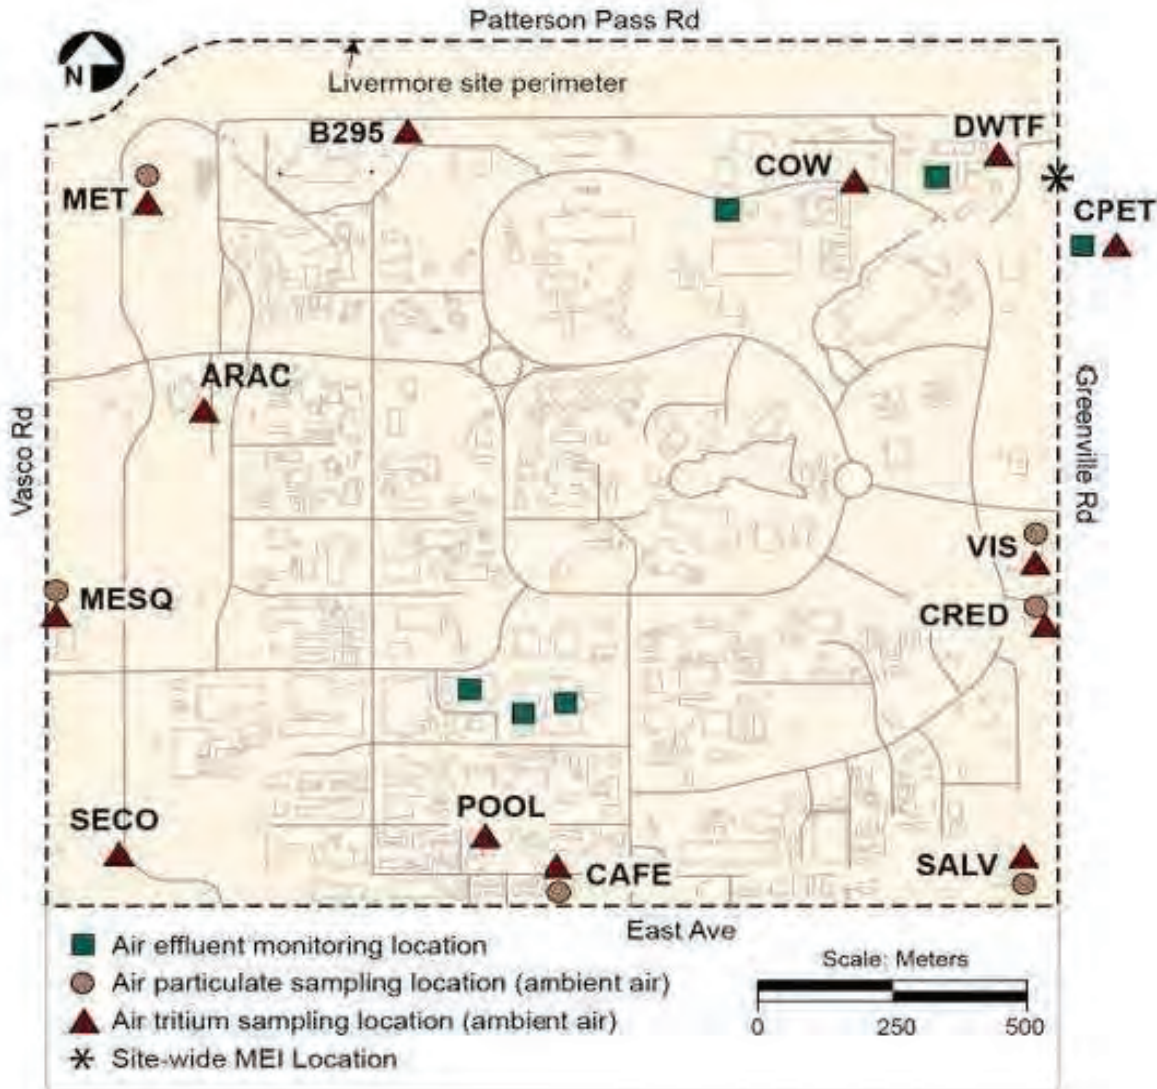 Patterson Pass Rd
N
Livermore site perimeter
B295
DWTF
COW
MET
CPET
ARAC
Vasco Rd
Greenville Rd
VIS
MESQ
CRED
SECO
POOL
CAFE
SALV
East Ave
Air effluent monitoring location
Air particulate sampling location (ambient air)
Air tritium sampling location (ambient air)
Site-wide MEI Location
Scale: Meters
0 250 500